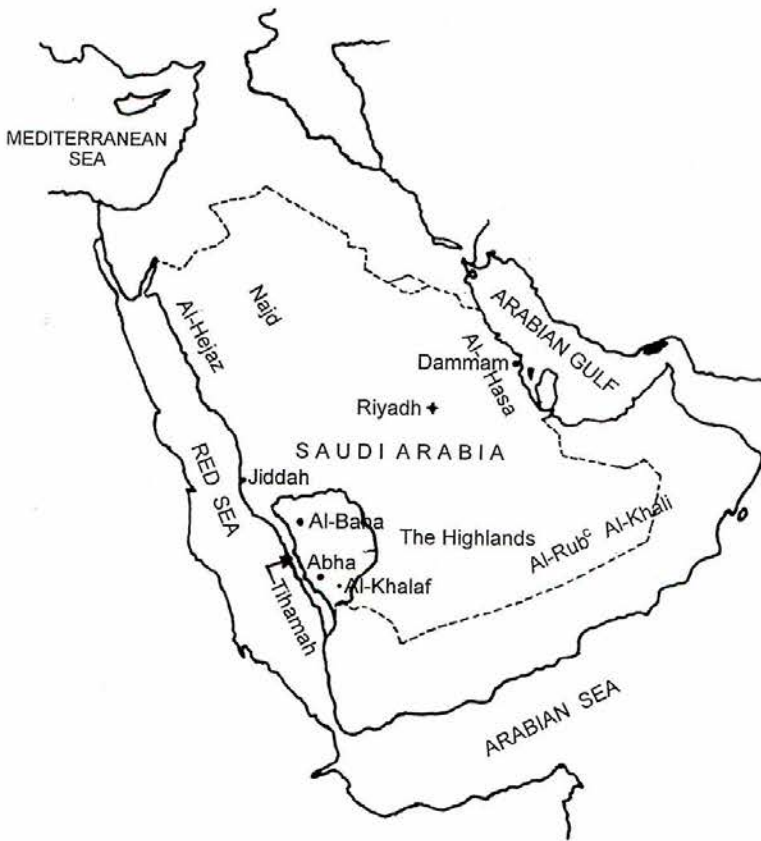 MEDITERRANEAN
SEA
Najd
Al-Hejaz
ARABIAN GULF
Al-Hasa
Dammam
Riyadh
SAUDI ARABIA
RED SEA
Jiddah
Al-Baha
The Highlands
Al-Rubᶜ Al-Khali
Abha
Al-Khalaf
Tihamah
ARABIAN SEA